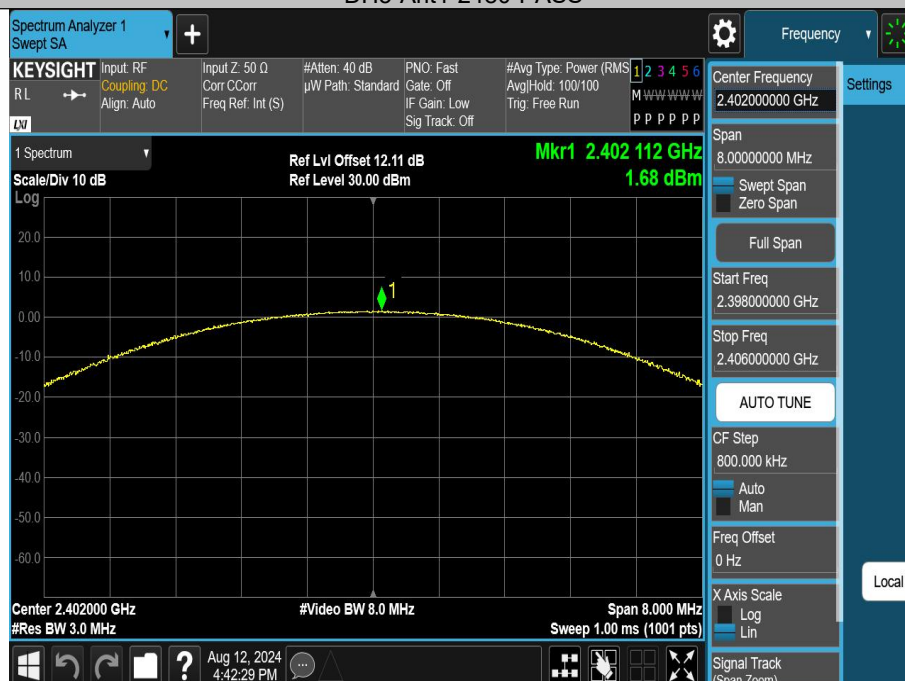 Spectrum Analyzer 1
Swept SA
+
Frequency
KEYSIGHT
RL
LXI
Input: RF
Coupling: DC
Align: Auto
Input Z: 50 Ω
Corr CCorr
Freq Ref: Int (S)
#Atten: 40 dB
µW Path: Standard
PNO: Fast
Gate: Off
IF Gain: Low
Sig Track: Off
#Avg Type: Power (RMS
Avg|Hold: 100/100
Trig: Free Run
1 2 3 4 5 6
M W W W W W
P P P P P P
Center Frequency
2.402000000 GHz
Settings
Span
8.00000000 MHz
Swept Span
Zero Span
Full Span
Start Freq
2.398000000 GHz
Stop Freq
2.406000000 GHz
AUTO TUNE
CF Step
800.000 kHz
Auto
Man
Freq Offset
0 Hz
X Axis Scale
Log
Lin
Signal Track
(Span Zoom)
Local
1 Spectrum
Scale/Div 10 dB
Log
Ref Lvl Offset 12.11 dB
Ref Level 30.00 dBm
Mkr1 2.402 112 GHz
1.68 dBm
20.0
10.0
1
0.00
-10.0
-20.0
-30.0
-40.0
-50.0
-60.0
Center 2.402000 GHz
#Video BW 8.0 MHz
Span 8.000 MHz
#Res BW 3.0 MHz
Sweep 1.00 ms (1001 pts)
?
Aug 12, 2024
4:42:29 PM